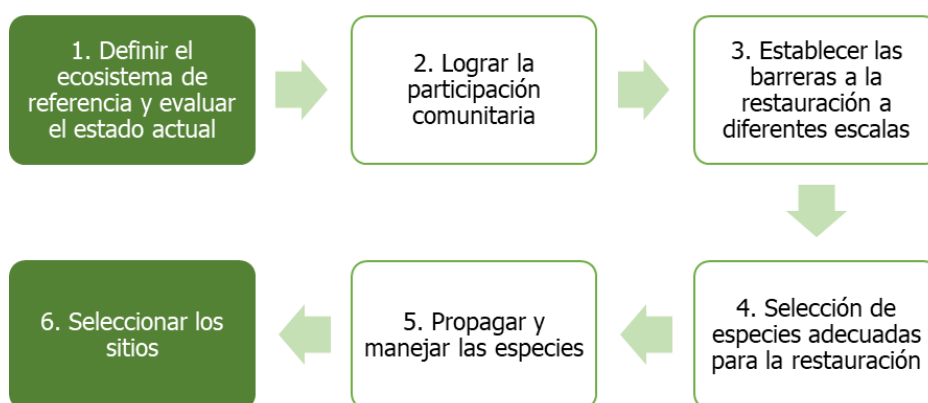 1. Definir el
ecosistema de
referencia y evaluar
el estado actual
2. Lograr la
participación
comunitaria
3. Establecer las
barreras a la
restauración a
diferentes escalas
4. Selección de
especies adecuadas
para la restauración
5. Propagar y
manejar las especies
6. Seleccionar los
sitios